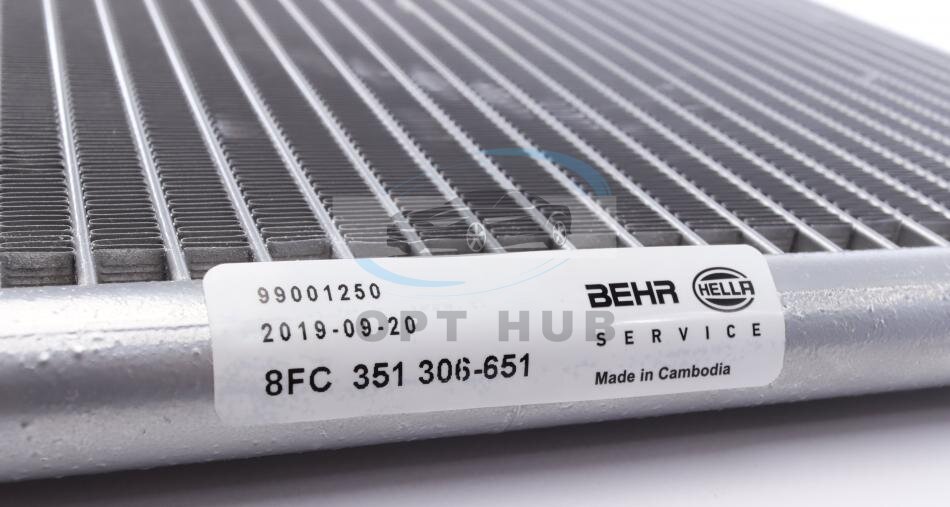 99001250
2019-09-20
8FC 351 306-651
BEHR HELLA
SERVICE
Made in Cambodia
OPT HUB